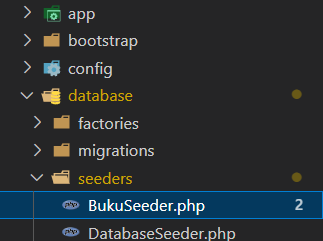 app
bootstrap
config
database
factories
migrations
seeders
BukuSeeder.php 2
DatabaseSeeder.php